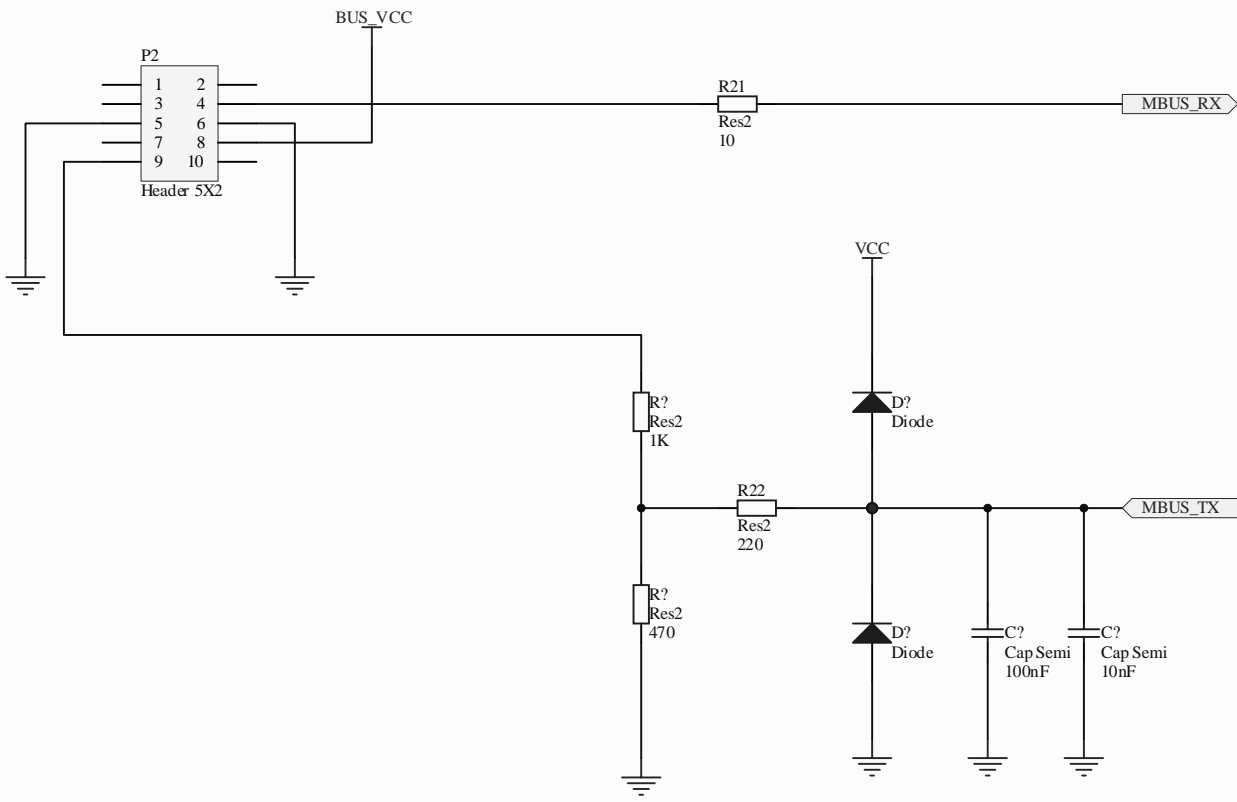 BUS_VCC
P2
1 2
3 4
5 6
7 8
9 10
Header 5X2
R21
Res2
10
MBUS_RX
VCC
R?
Res2
1K
D?
Diode
R22
Res2
220
MBUS_TX
R?
Res2
470
D?
Diode
C?
Cap Semi
100nF
C?
Cap Semi
10nF